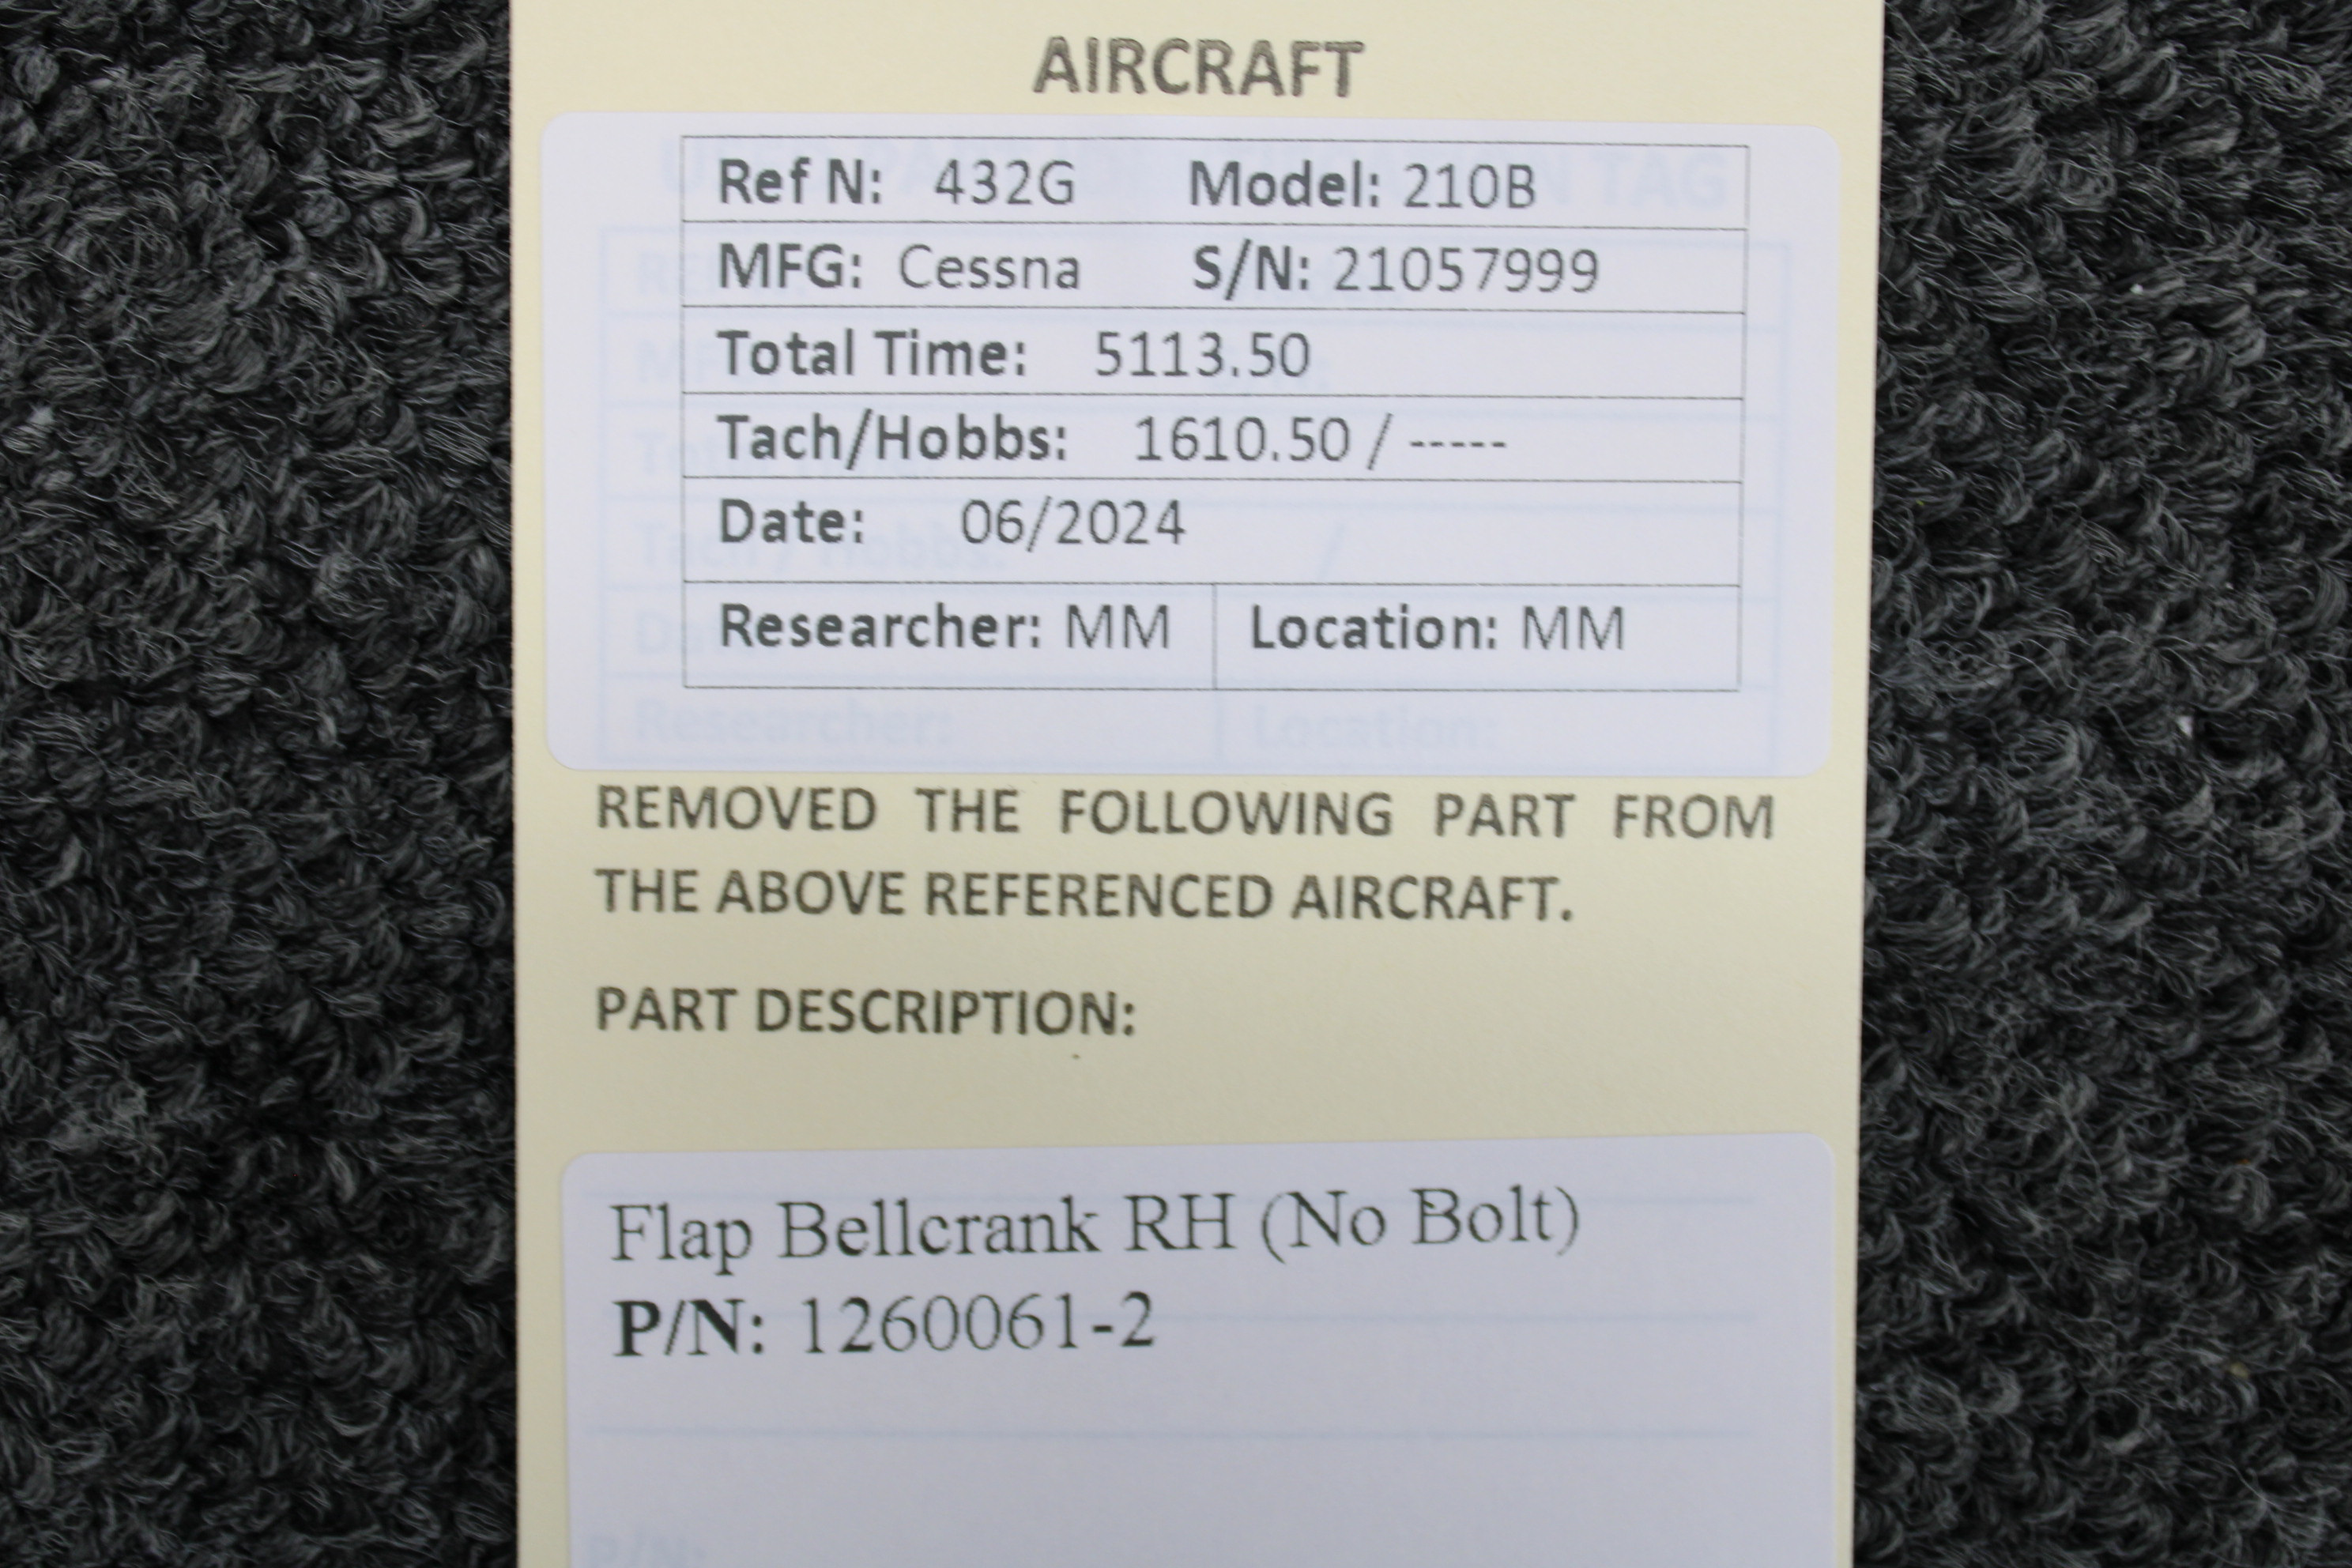 AIRCRAFT
Ref N: 432G Model: 210B
MFG: Cessna S/N: 21057999
Total Time: 5113.50
Tach/Hobbs: 1610.50 / -----
Date: 06/2024
Researcher: MM Location: MM
Researcher: Location:
REMOVED THE FOLLOWING PART FROM
THE ABOVE REFERENCED AIRCRAFT.
PART DESCRIPTION:
Flap Bellcrank RH (No Bolt)
P/N: 1260061-2
P/N: